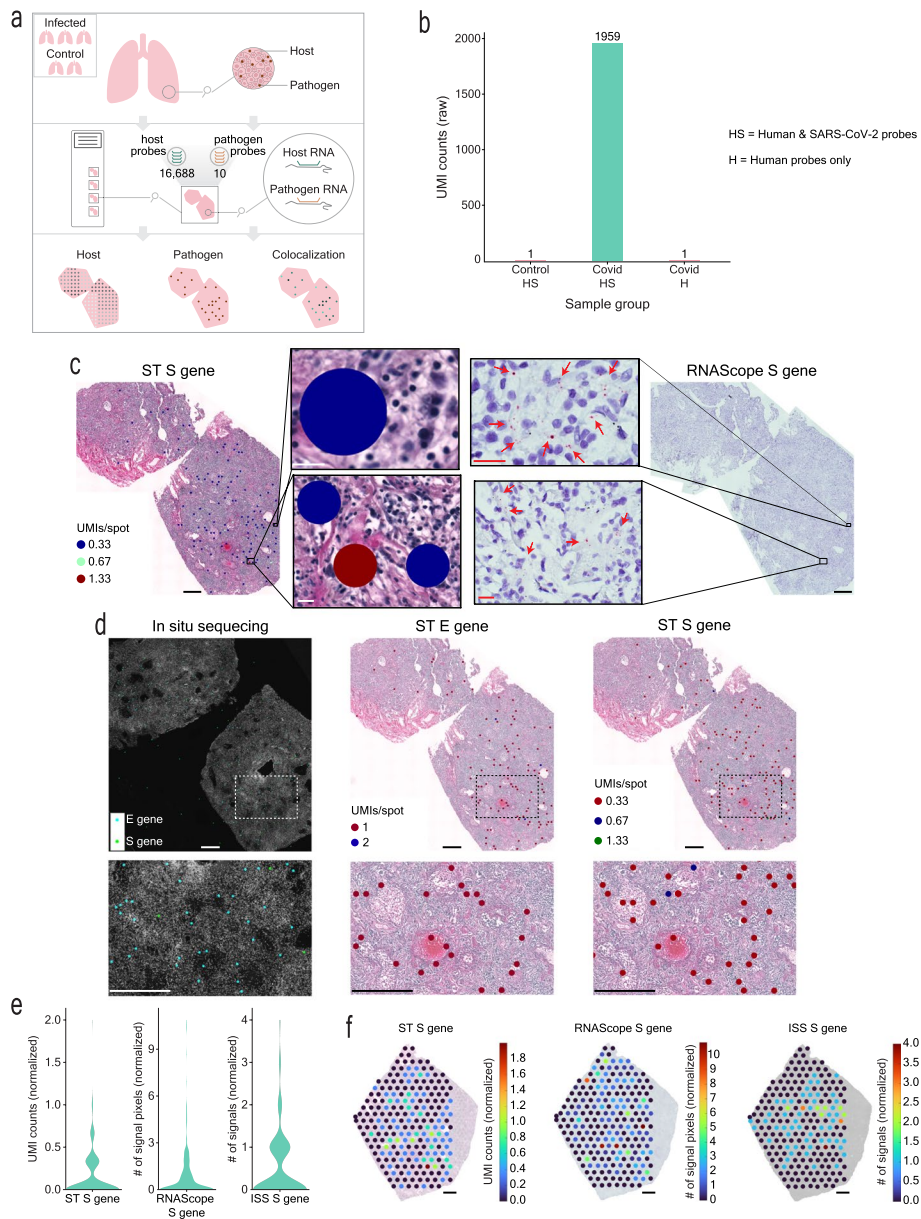 a
Infected
Control
Host
Pathogen
host
probes
16,688
pathogen
probes
10
Host RNA
Pathogen RNA
Host
Pathogen
Colocalization
b
UMI counts (raw)
2000
1500
1000
500
0
1
1959
1
Control
HS
Covid
HS
Covid
H
Sample group
HS = Human & SARS-CoV-2 probes
H = Human probes only
c
ST S gene
UMIs/spot
0.33
0.67
1.33
RNAScope S gene
d
In situ sequecing
E gene
S gene
ST E gene
UMIs/spot
1
2
ST S gene
UMIs/spot
0.33
0.67
1.33
e
UMI counts (normalized)
2.0
1.5
1.0
0.5
0.0
ST S gene
# of signal pixels (normalized)
9
6
3
0
RNAScope
S gene
# of signals (normalized)
4
3
2
1
0
ISS S gene
f
ST S gene
1.8
1.6
1.4
1.2
1.0
0.8
0.6
0.4
0.2
0.0
UMI counts (normalized)
RNAScope S gene
10
9
8
7
6
5
4
3
2
1
0
# of signal pixels (normalized)
ISS S gene
4.0
3.5
3.0
2.5
2.0
1.5
1.0
0.5
0.0
# of signals (normalized)